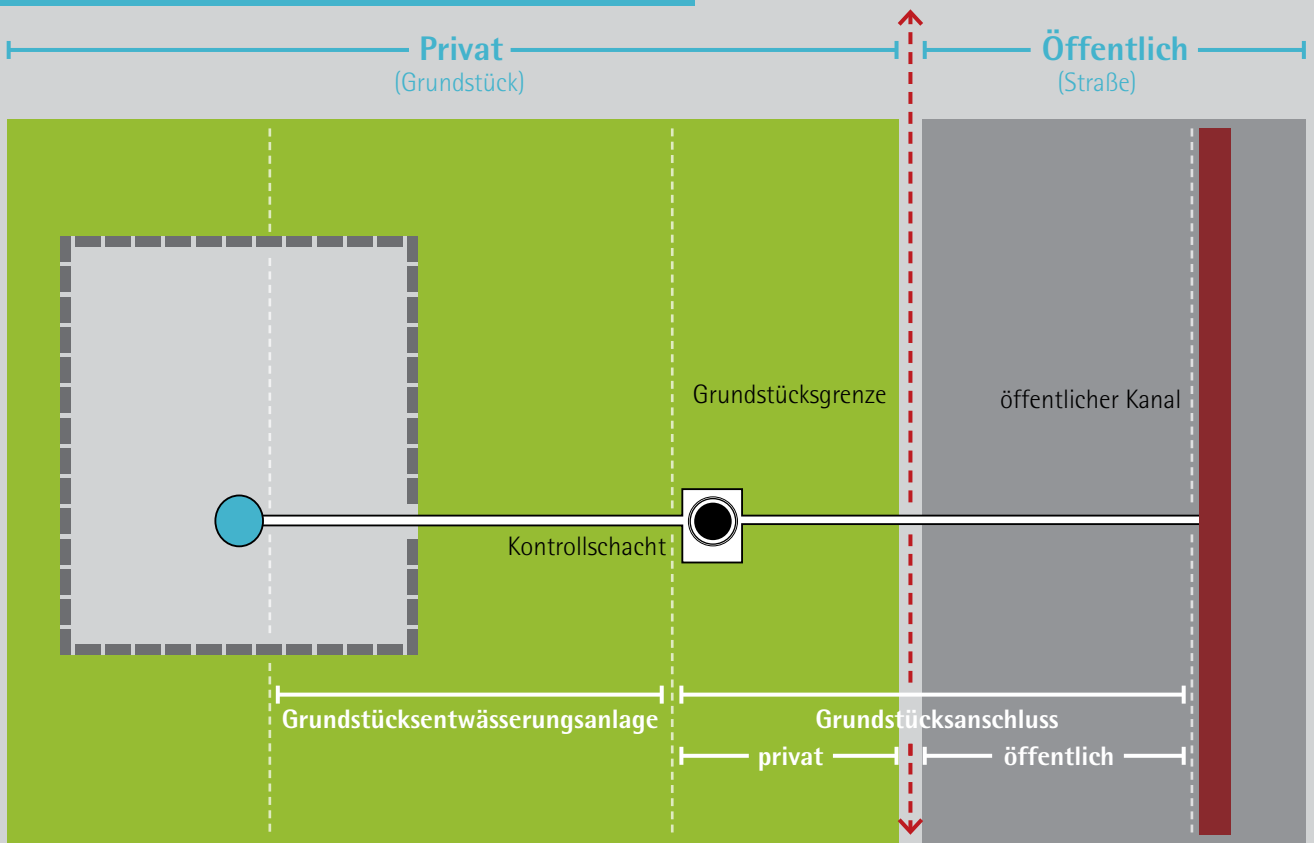 Privat
(Grundstück)
Öffentlich
(Straße)
Grundstücksgrenze
öffentlicher Kanal
Kontrollschacht
Grundstücksentwässerungsanlage
Grundstücksanschluss
privat
öffentlich